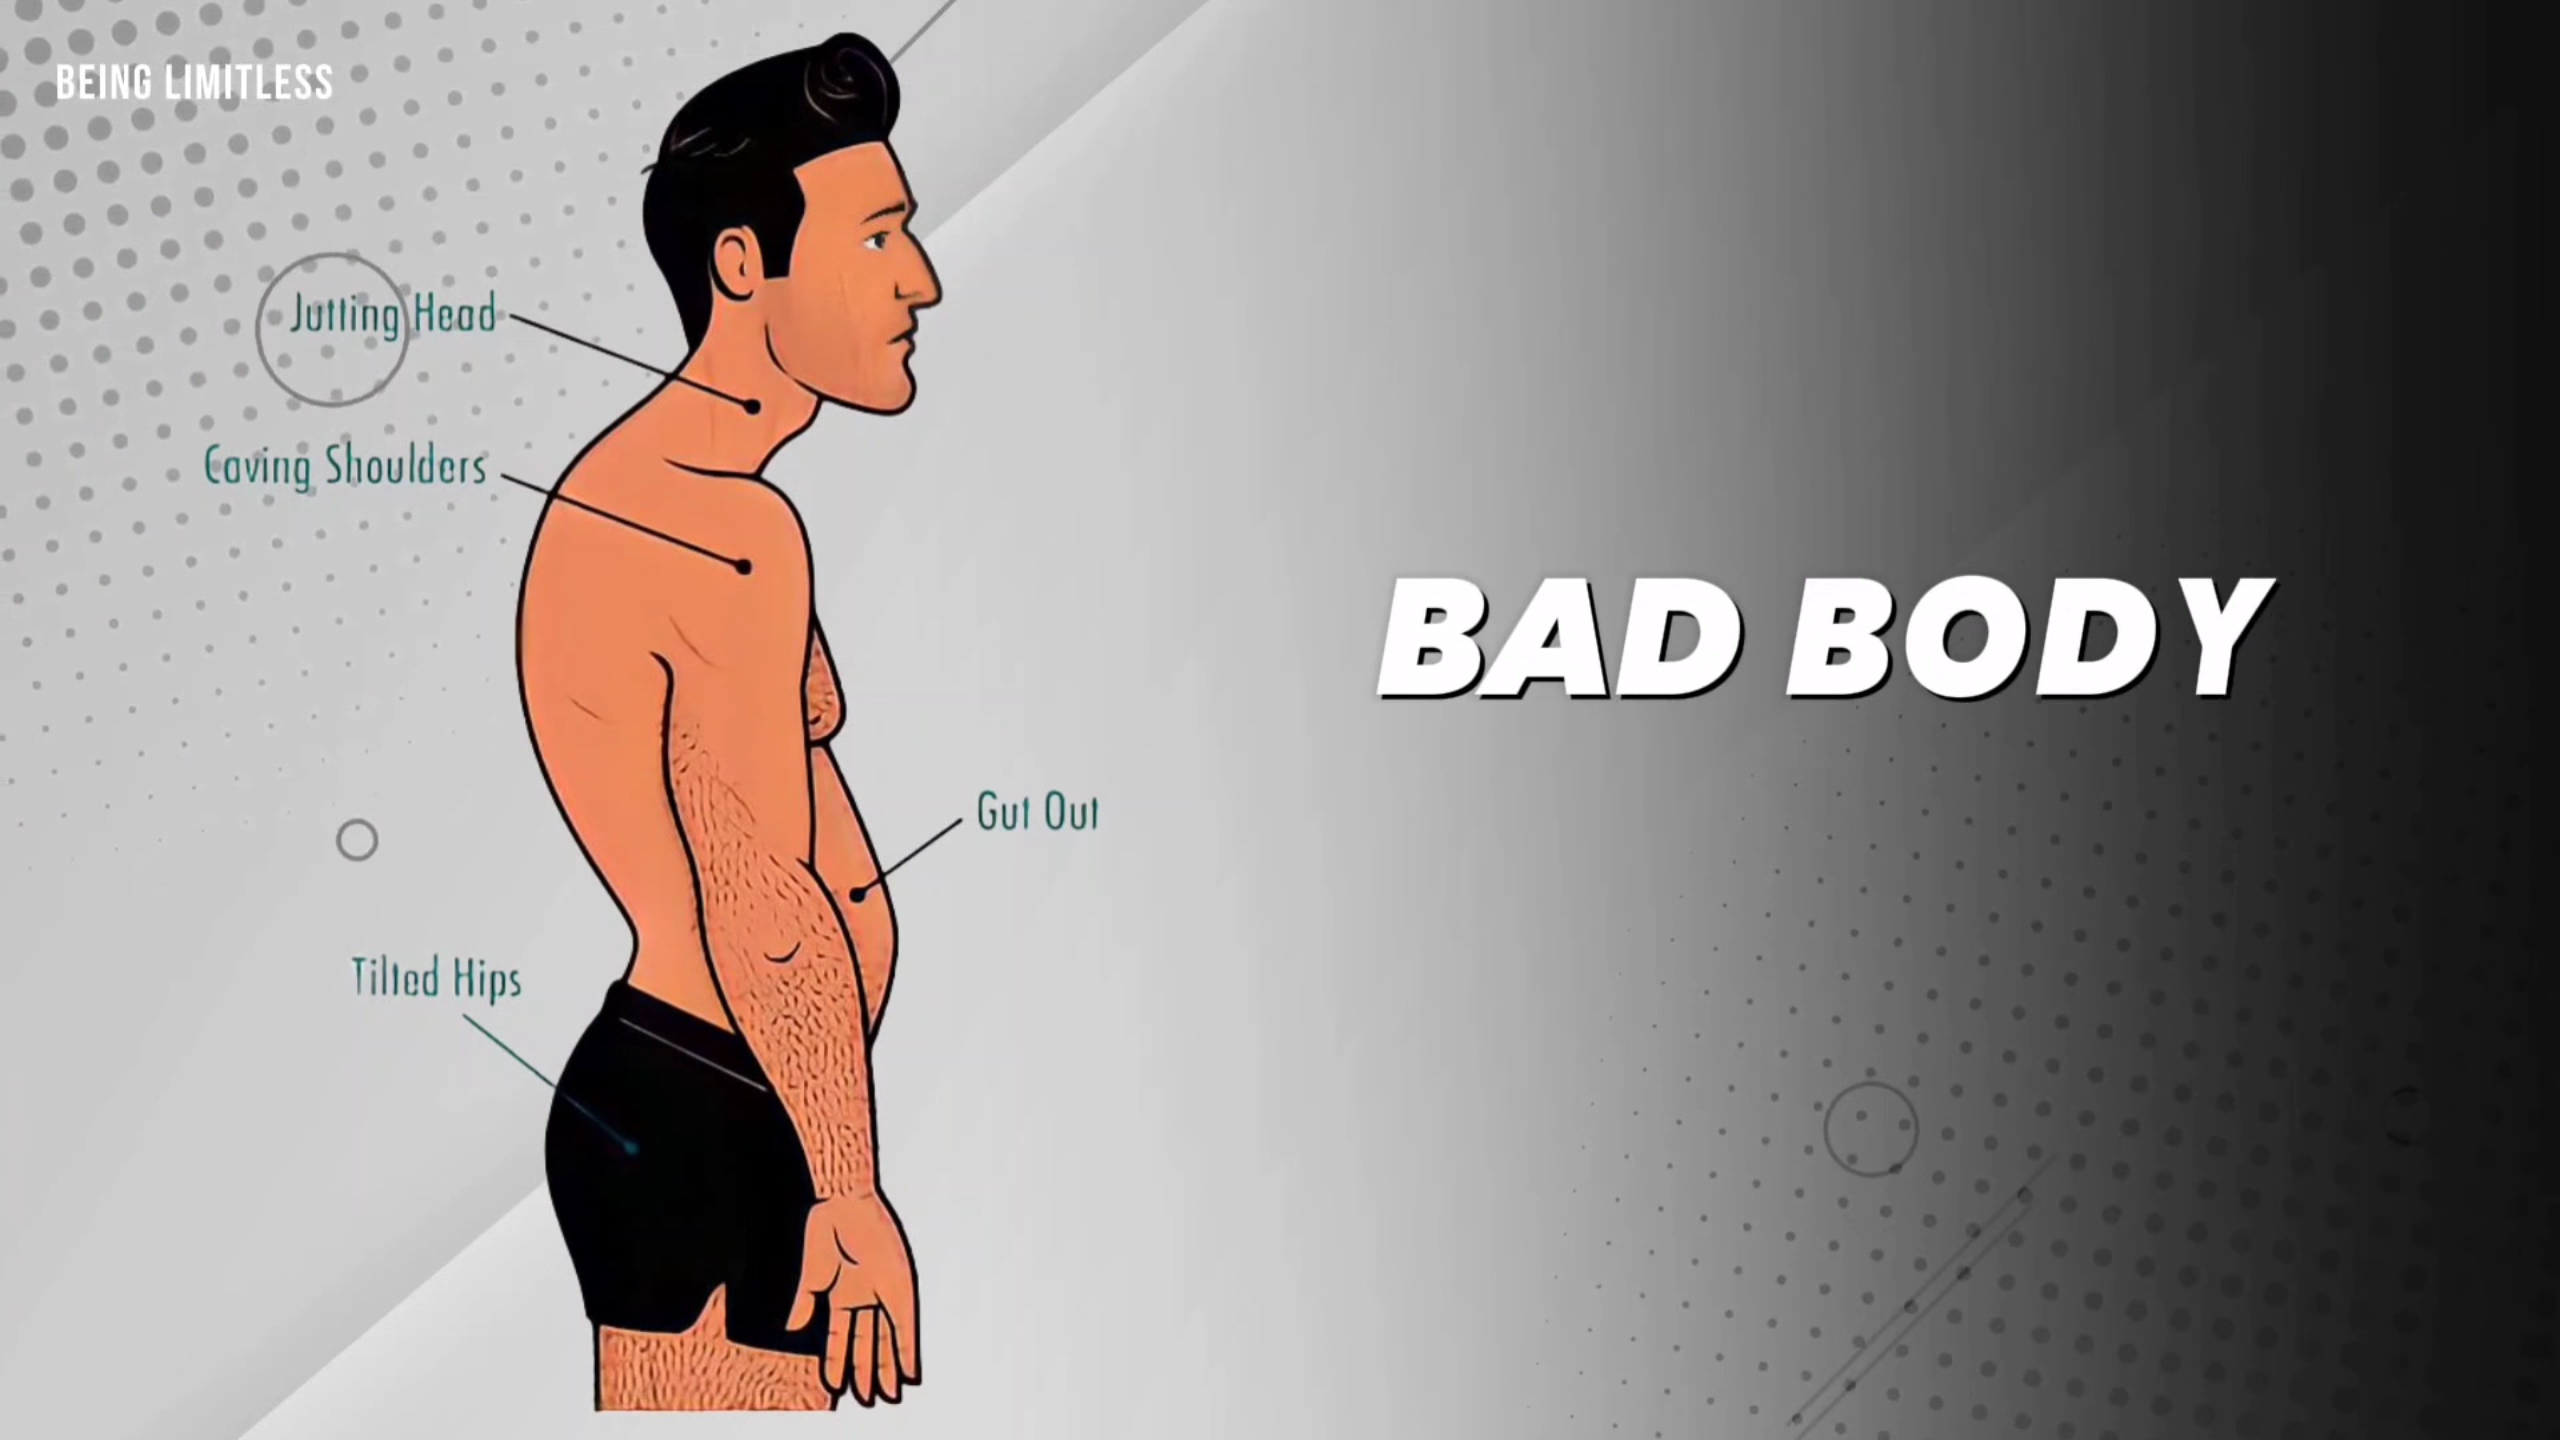 BEING LIMITLESS
Jutting Head
Caving Shoulders
BAD BODY
Gut Out
Tilted Hips